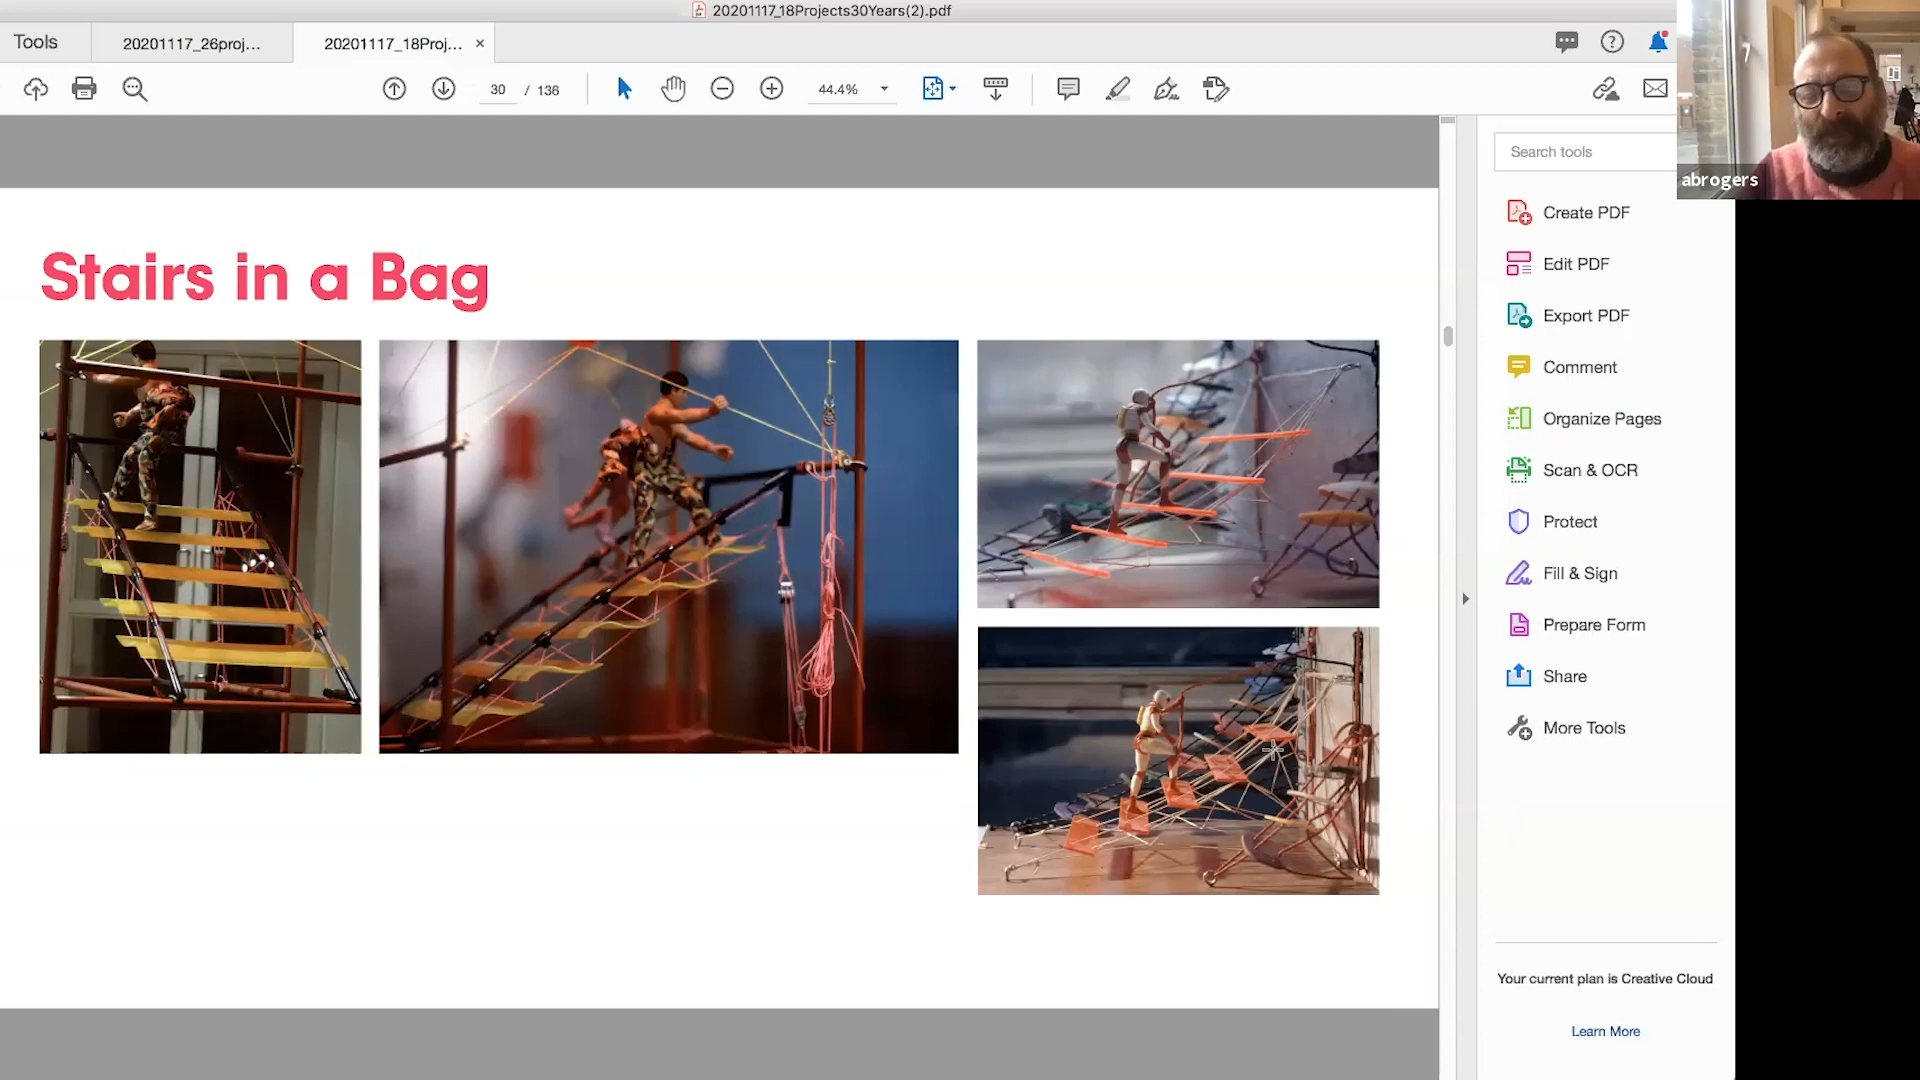 20201117_18Projects30Years(2).pdf
Tools
20201117_26proj...
20201117_18Proj...
30 / 136
44.4%
Search tools
abrogers
Create PDF
Edit PDF
Export PDF
Comment
Organize Pages
Scan & OCR
Protect
Fill & Sign
Prepare Form
Share
More Tools
Your current plan is Creative Cloud
Learn More
Stairs in a Bag